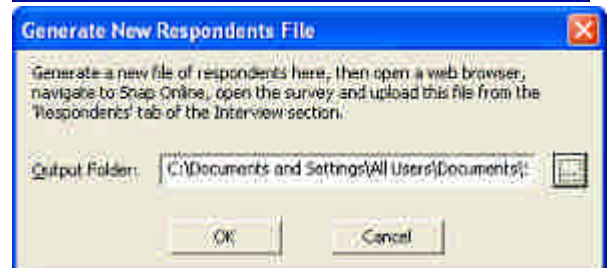 Generate New Respondents File
Generate a new file of respondents here, then open a web browser,
navigate to Snap Online, open the survey and upload this file from the
'Respondents' tab of the Interview section.
Output Folder: C:\Documents and Settings\All Users\Documents\
...
OK Cancel